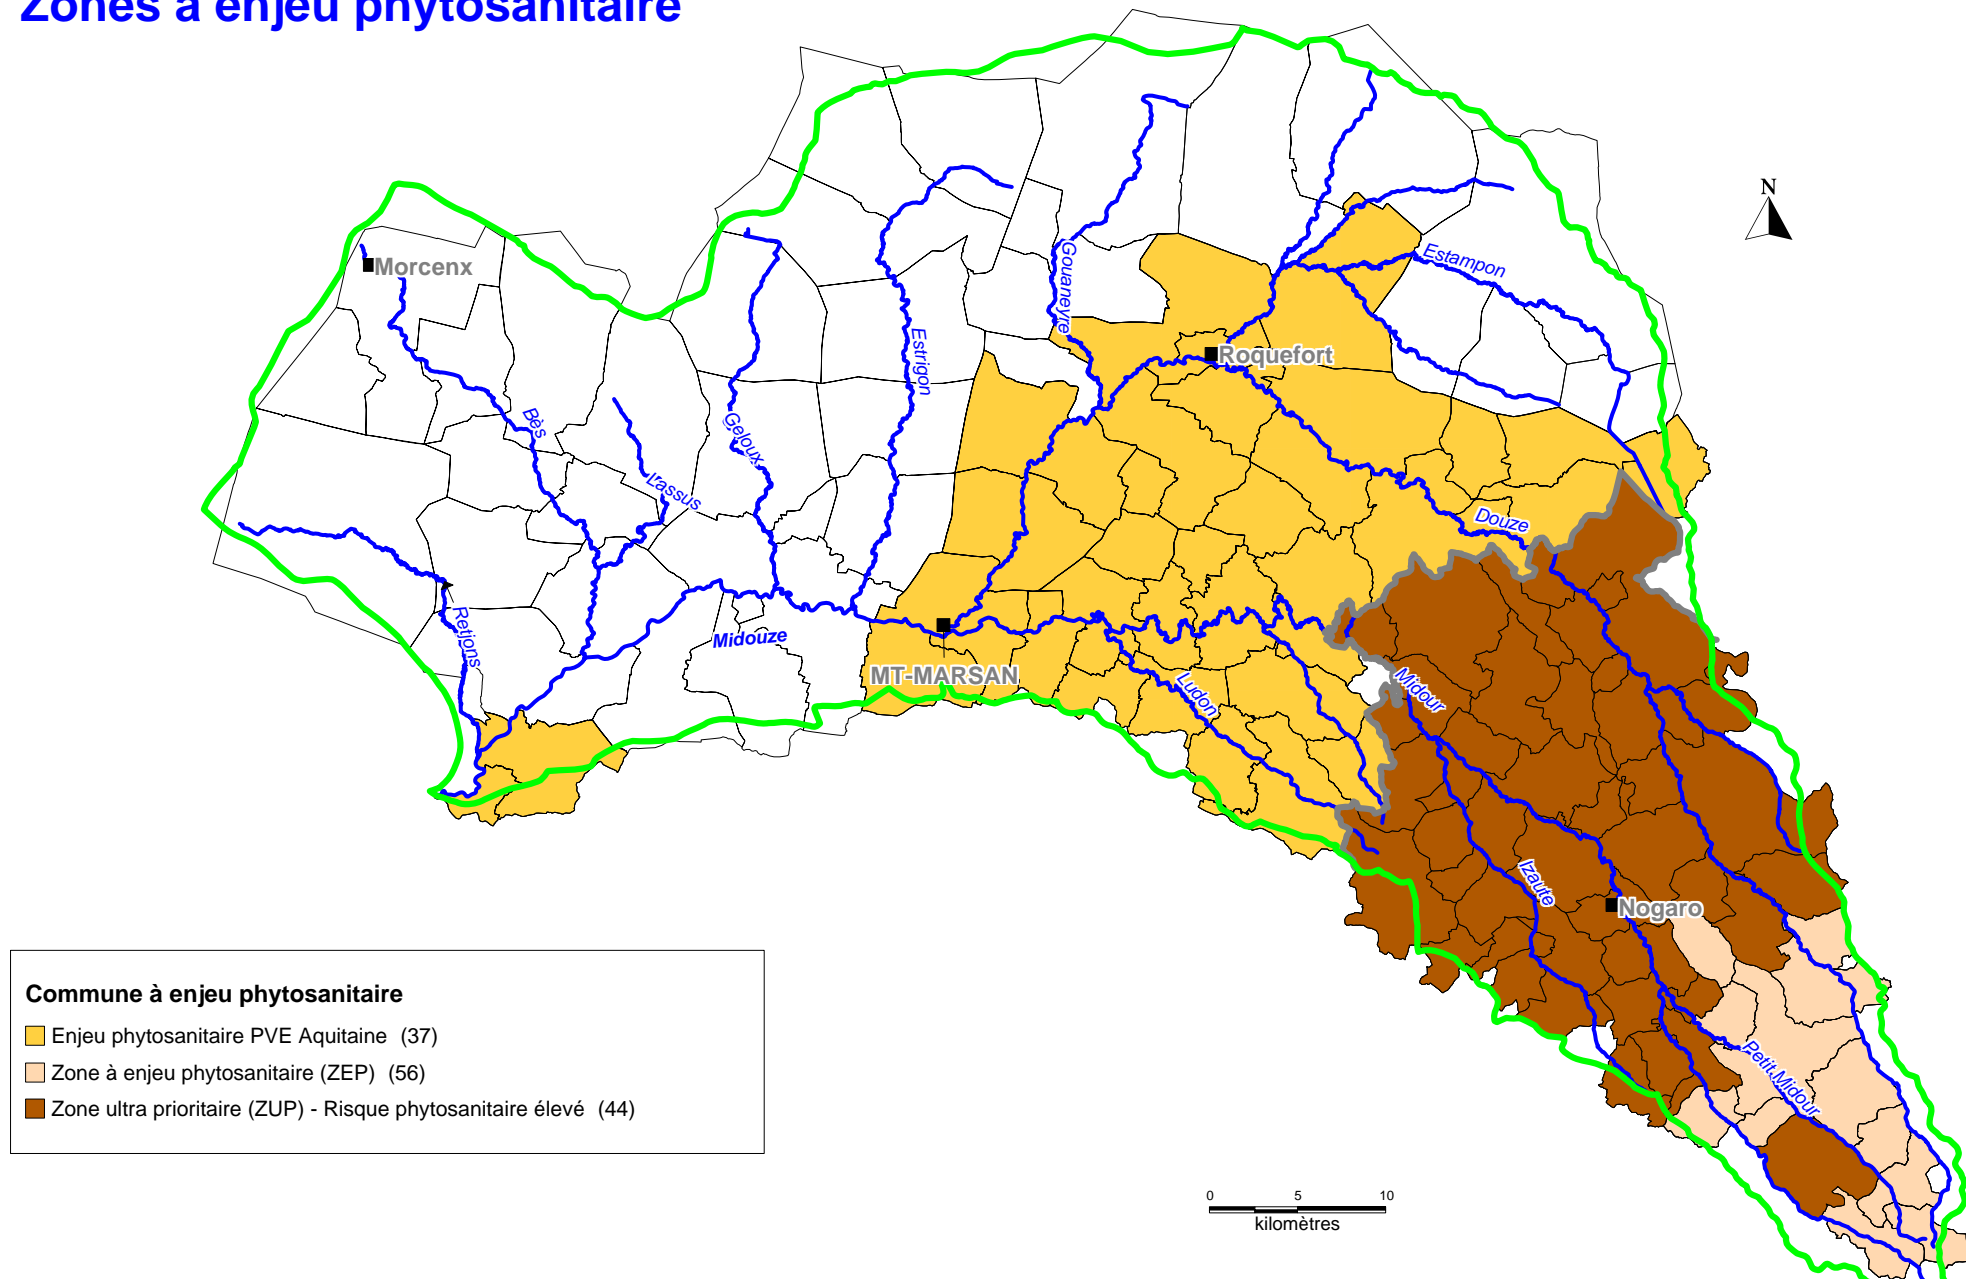 Zones à enjeu phytosanitaire
N
Morcenx
Estampon
Gouaneyre
Roquefort
Estrigon
Bès
Geloux
L'assus
Douze
Retjons
Midouze
MT-MARSAN
Ludon
Midour
Izaute
Nogaro
Petit Midour
Commune à enjeu phytosanitaire
Enjeu phytosanitaire PVE Aquitaine (37)
Zone à enjeu phytosanitaire (ZEP) (56)
Zone ultra prioritaire (ZUP) - Risque phytosanitaire élevé (44)
0 5 10
kilomètres